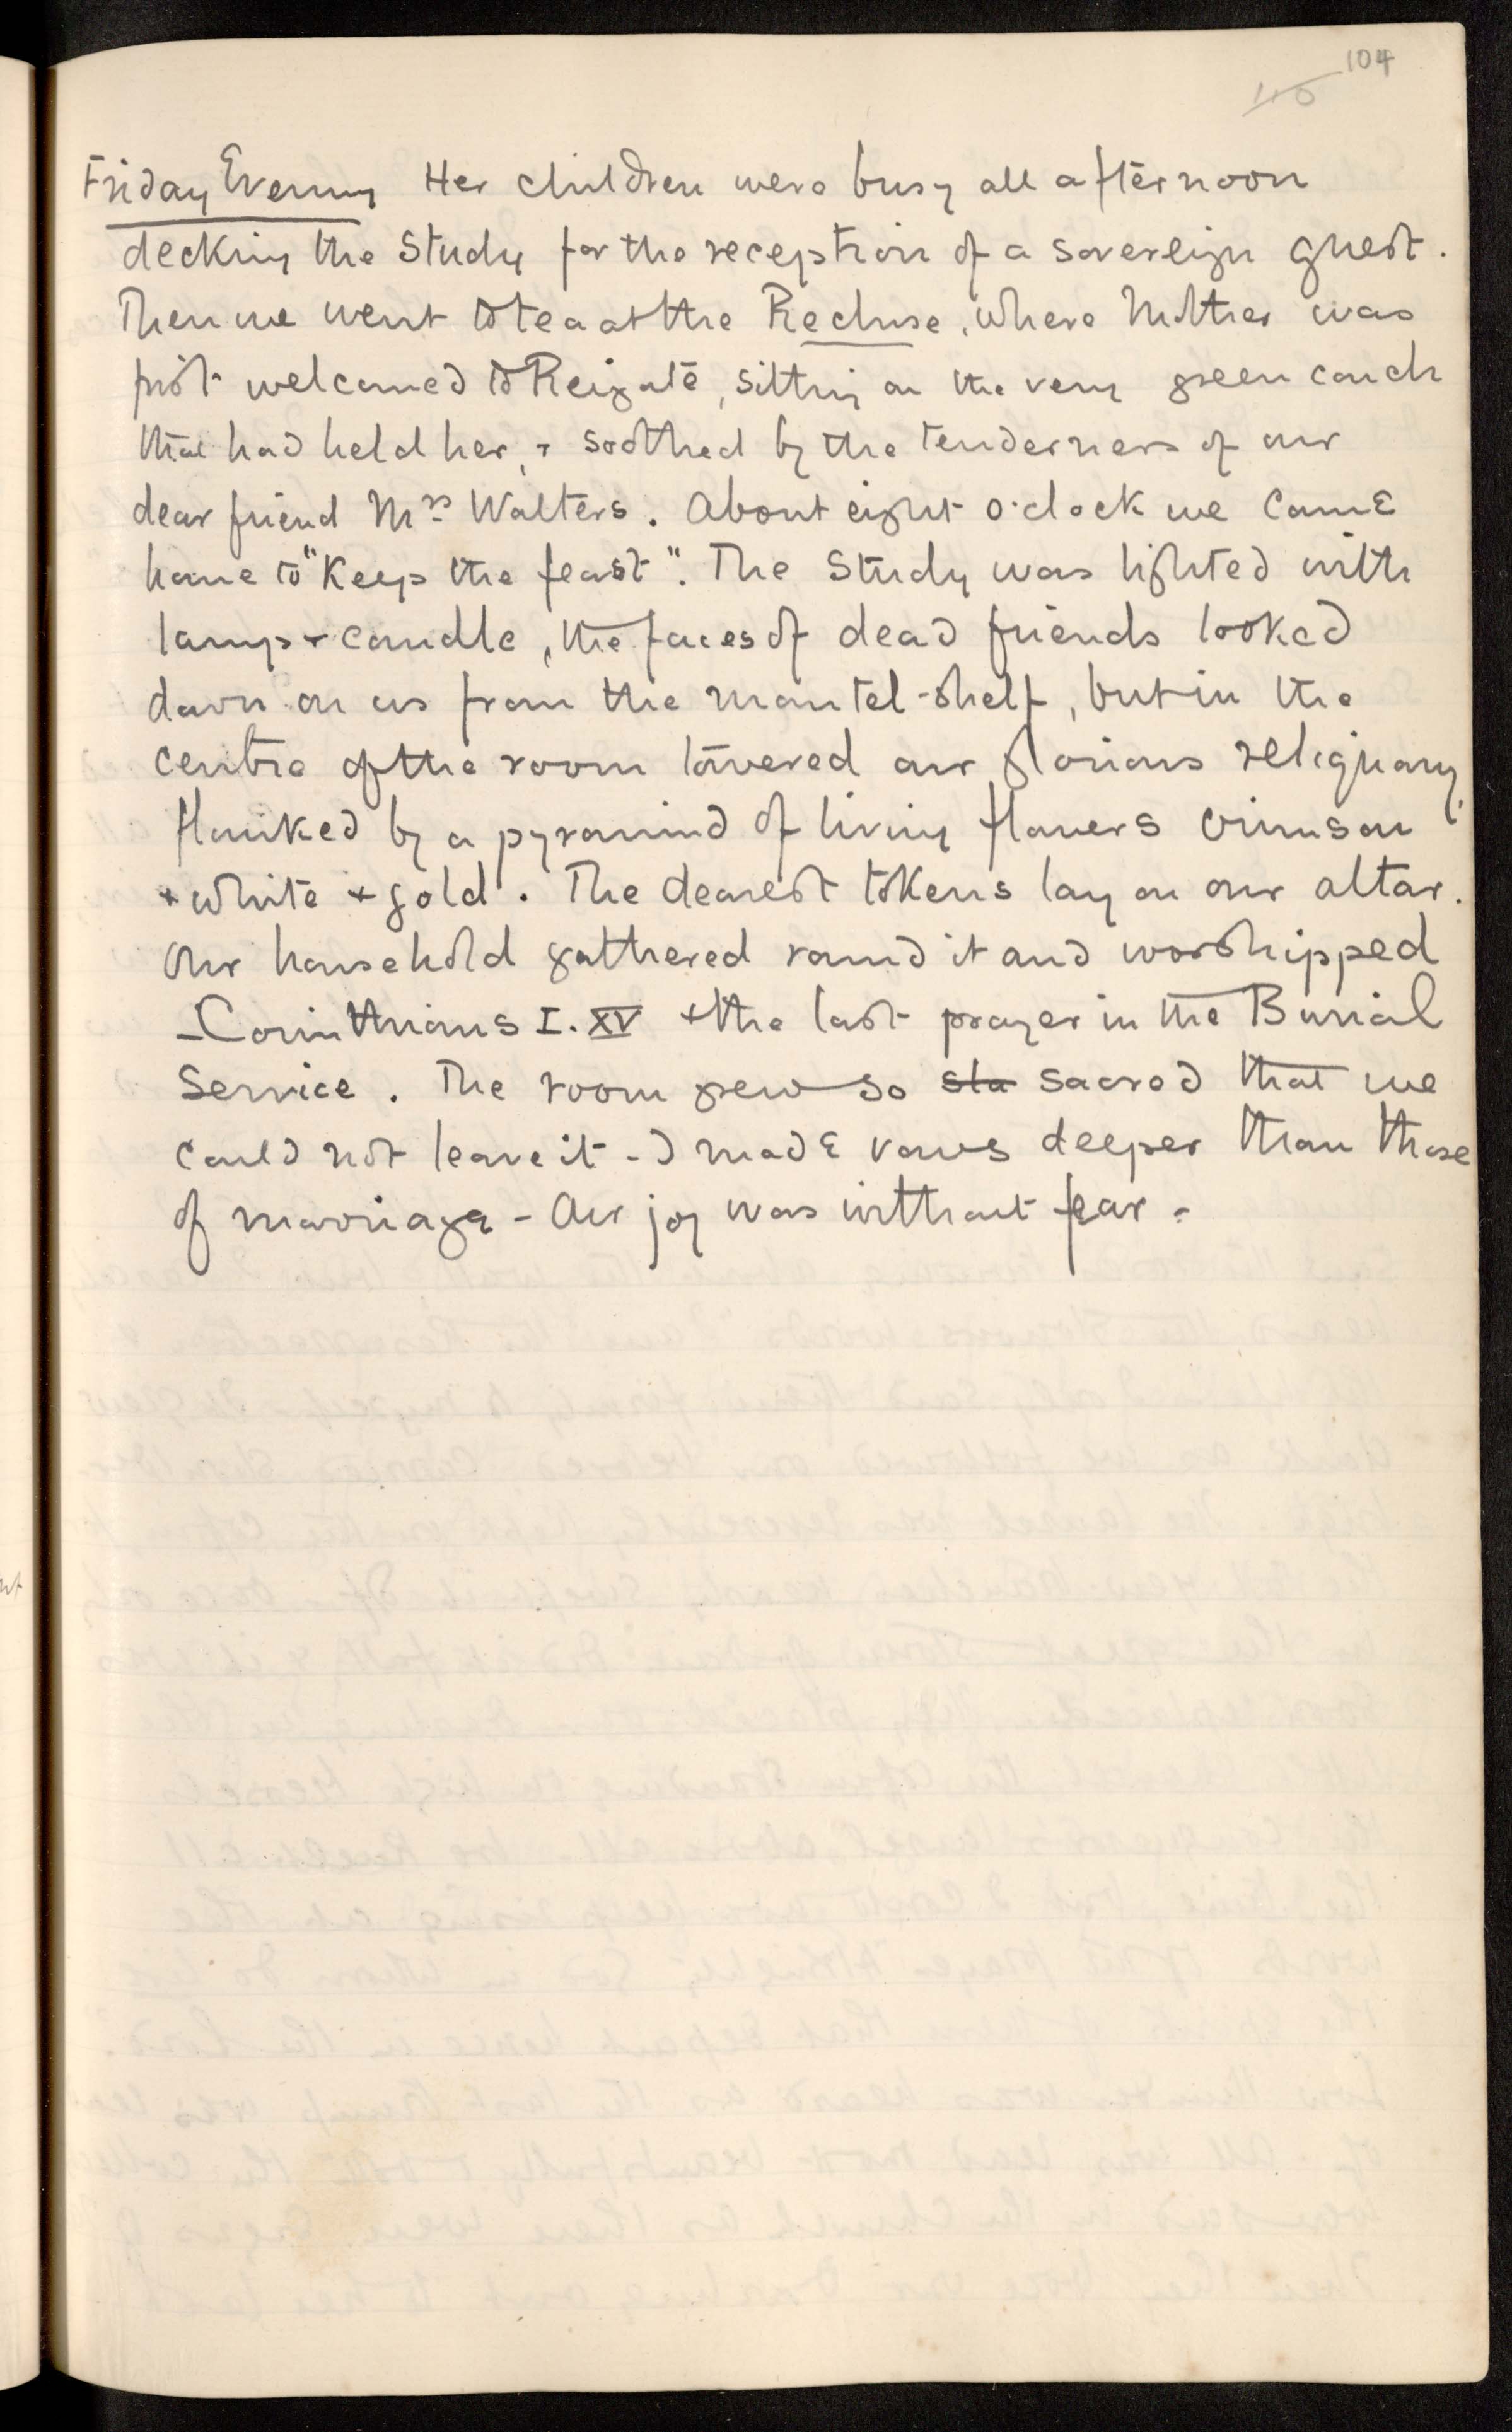 104
Friday Evening Her children were busy all afternoon
decking the Study for the reception of a sovereign guest.
Then we went to tea at the Recluse, where Mother was
first welcomed to Reigate, sitting on the very green couch
that had held her, + soothed by the tenderness of our
dear friend Mrs Walters. About eight o'clock we came
home to "Keep the feast". The Study was lighted with
lamp + candle, the faces of dead friends looked
down on us from the mantel-shelf, but in the
centre of the room towered our glorious reliquary,
flanked by a pyramid of living flowers crimson
+ white + gold. The dearest tokens lay on our altar.
Our household gathered round it and worshipped
– Corinthians I. XV + the last prayer in the Burial
Service. The room grew so sta sacred that we
could not leave it – I made vows deeper than those
of marriage – Our joy was without fear –